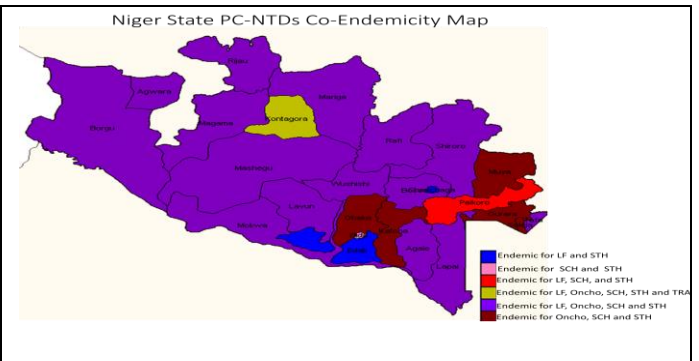 Niger State PC-NTDs Co-Endemicity Map
Rijau
Agwara
Mariga
Kontagora
Borgu
Magama
Rafi
Shiroro
Mashegu
Wushishi
Paikoro
Lavun
Mokwa
Agaie
Lapai
Endemic for LF and STH
Endemic for SCH and STH
Endemic for LF, SCH, and STH
Endemic for LF, Oncho, SCH, STH and TRA
Endemic for LF, Oncho, SCH and STH
Endemic for Oncho, SCH and STH